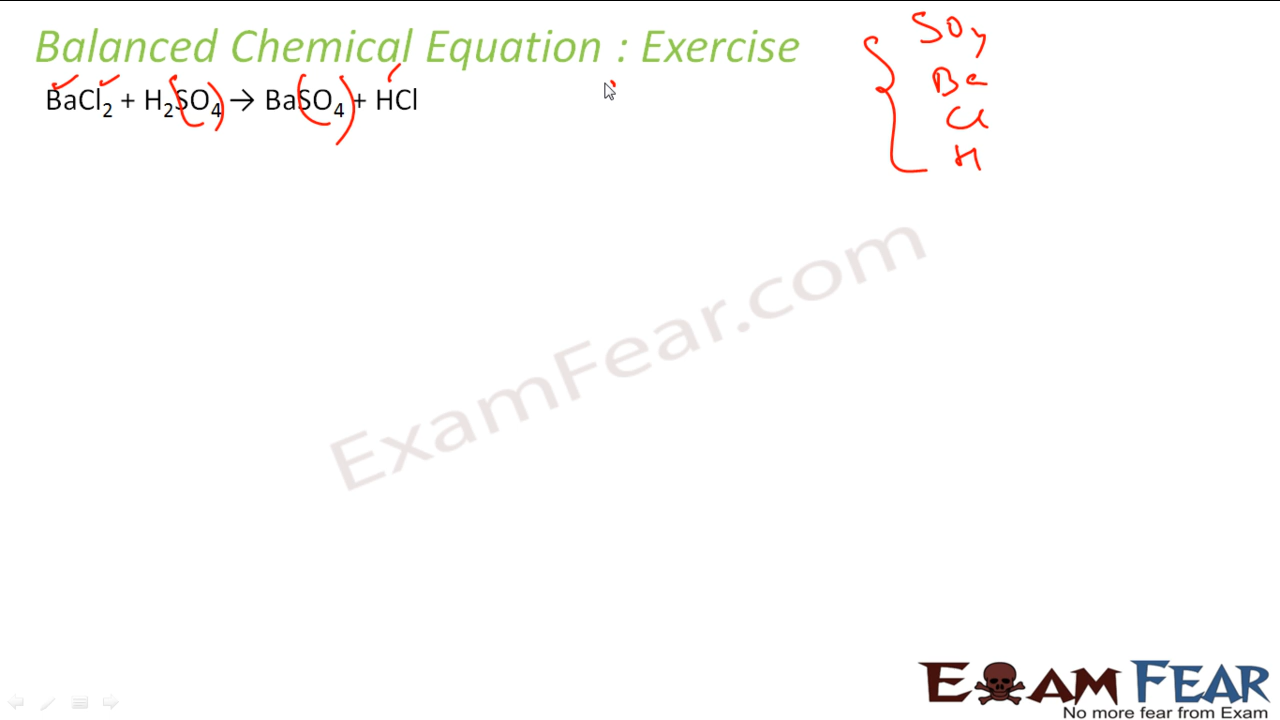 Balanced Chemical Equation : Exercise
BaCl₂ + H₂SO₄ → BaSO₄ + HCl
SO₄
Ba
Cl
H
ExamFear.com
EXAM FEAR
No more fear from Exam